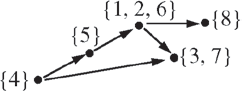 {1, 2, 6}
{8}
{5}
{3, 7}
{4}